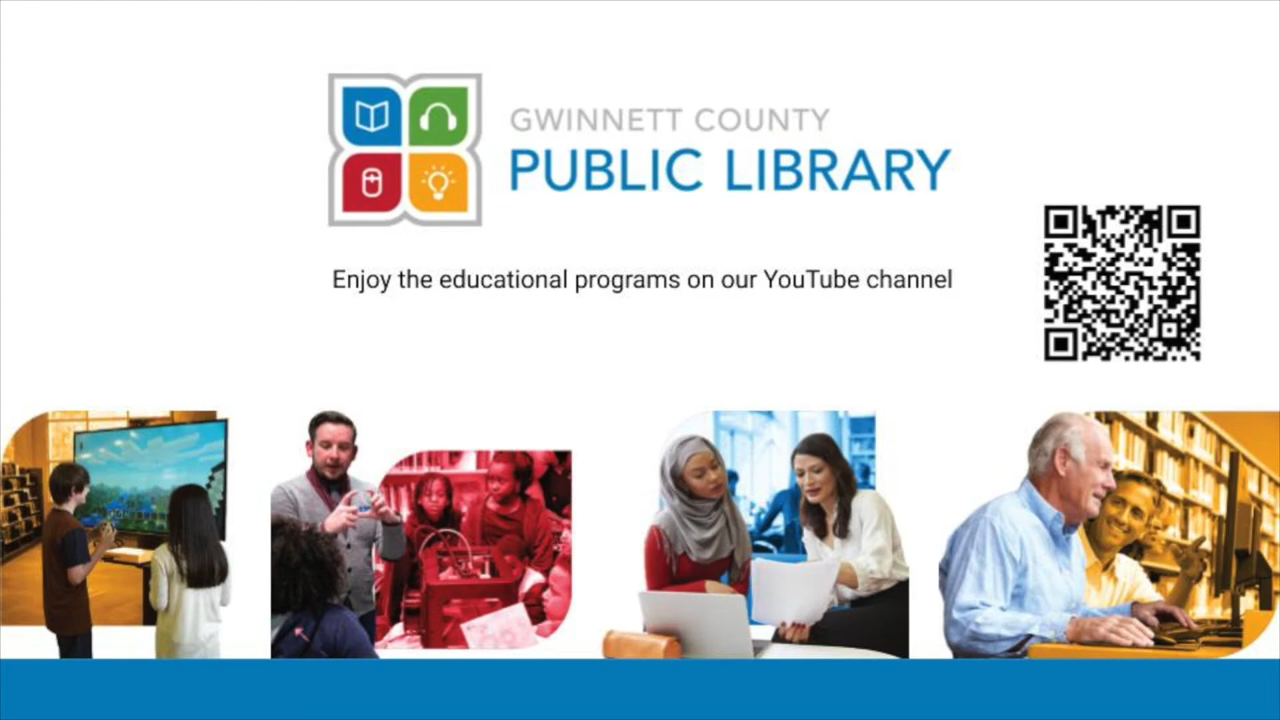 GWINNETT COUNTY
PUBLIC LIBRARY
Enjoy the educational programs on our YouTube channel